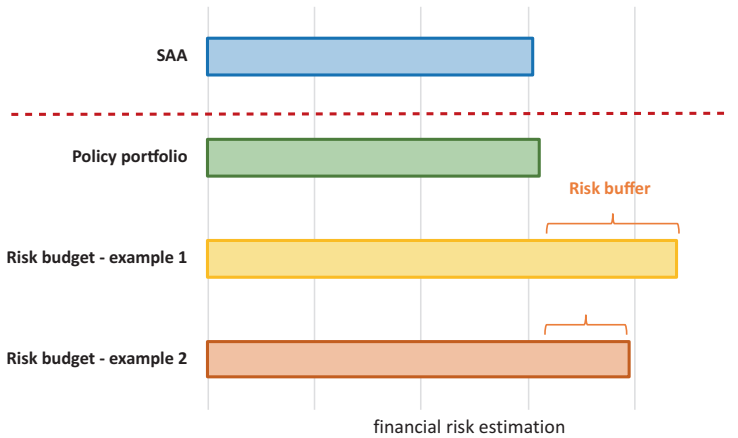 SAA
Policy portfolio
Risk buffer
Risk budget - example 1
Risk budget - example 2
financial risk estimation